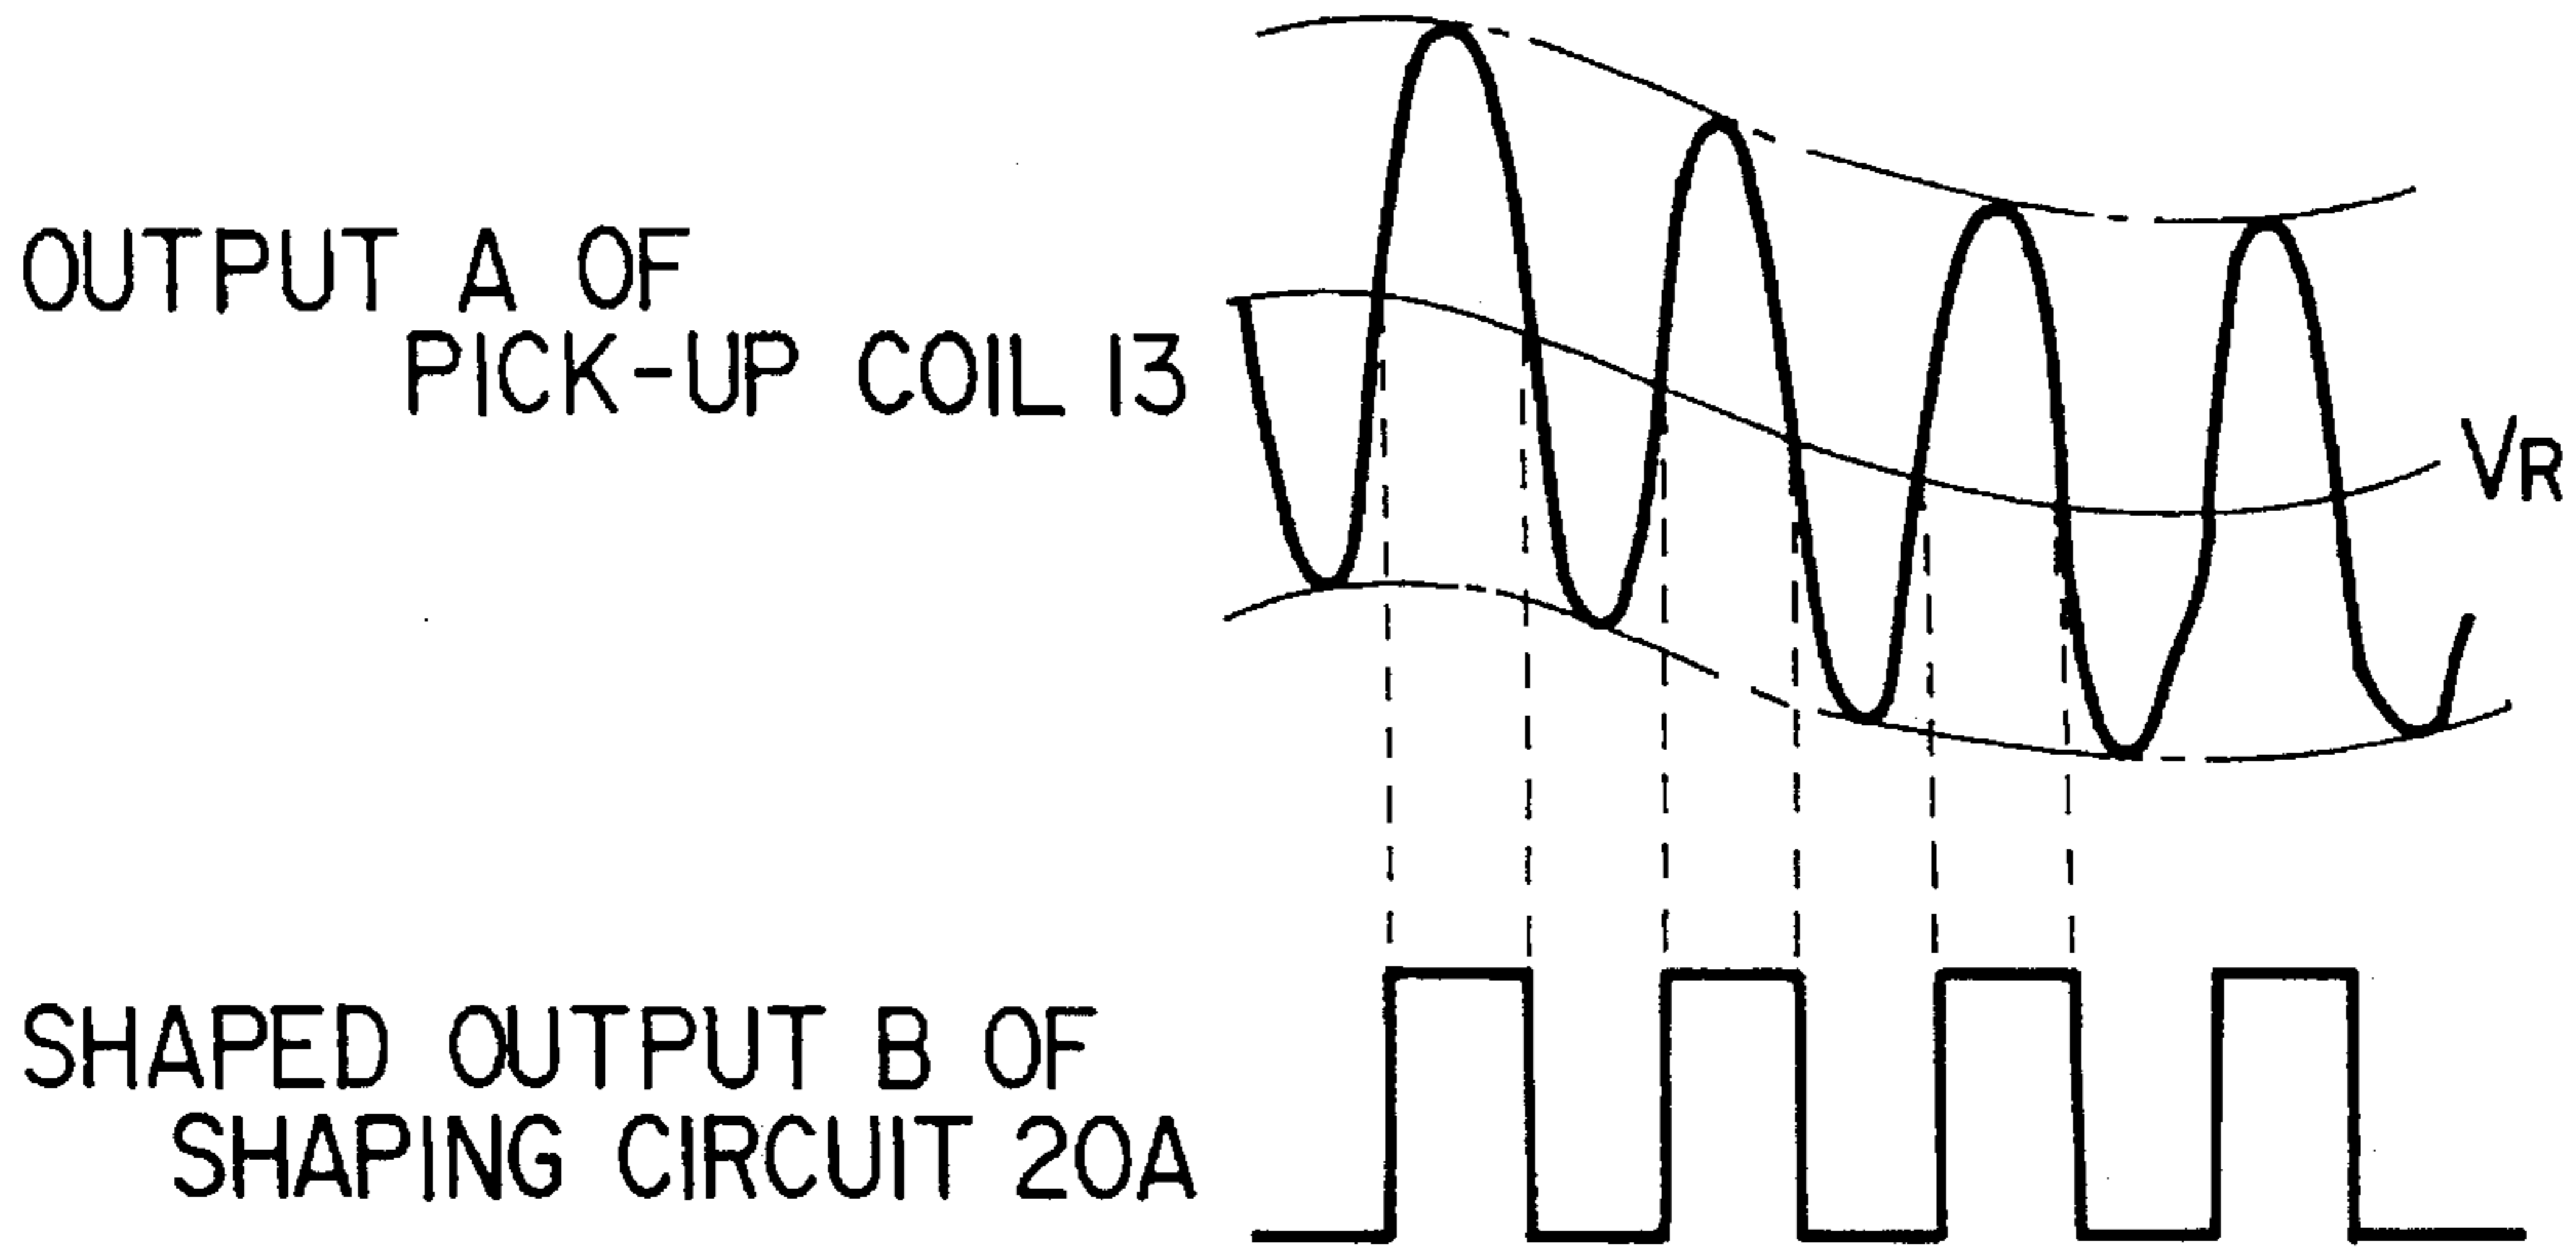 OUTPUT A OF
PICK-UP COIL 13
VR
SHAPED OUTPUT B OF
SHAPING CIRCUIT 20A